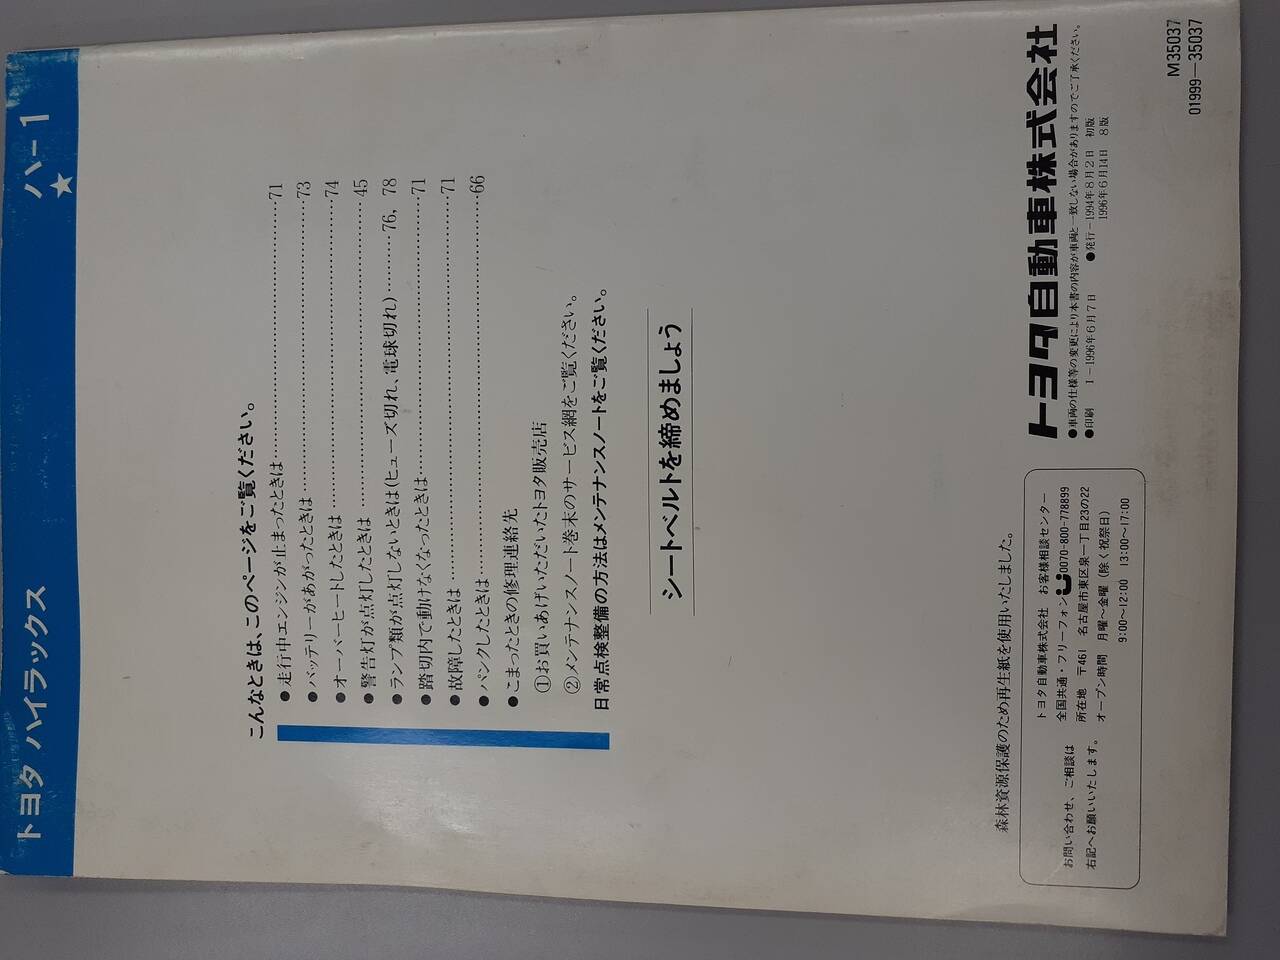 トヨタ ハイラックス ハ-1
★
こんなときは、このページをご覧ください。
●走行中エンジンが止まったときは……………………71
●バッテリーがあがったときは……………………73
●オーバーヒートしたときは……………………74
●警告灯が点灯したときは……………………45
●ランプ類が点灯しないときは(ヒューズ切れ、電球切れ)………76, 78
●踏切内で動けなくなったときは……………………71
●故障したときは……………………71
●パンクしたときは……………………66
●こまったときの修理連絡先
①お買いあげいただいたトヨタ販売店
②メンテナンスノート巻末のサービス網をご覧ください。
日常点検整備の方法はメンテナンスノートをご覧ください。
シートベルトを締めましょう
森林資源保護のため再生紙を使用いたしました。
お問い合わせ、ご相談は
右記へお願いいたします。
トヨタ自動車株式会社 お客様相談センター
全国共通・フリーフォン 0070-800-778899
所在地 〒461 名古屋市東区泉一丁目23の22
オープン時間 月曜〜金曜(除く祝祭日)
9:00〜12:00 13:00〜17:00
トヨタ自動車株式会社
●車両の仕様等の変更により本書の内容が車両と一致しない場合がありますのでご了承ください。
●印刷 1-1996年6月7日 ●発行-1994年8月2日 初版
1996年6月14日 8版
M35037
01999—35037